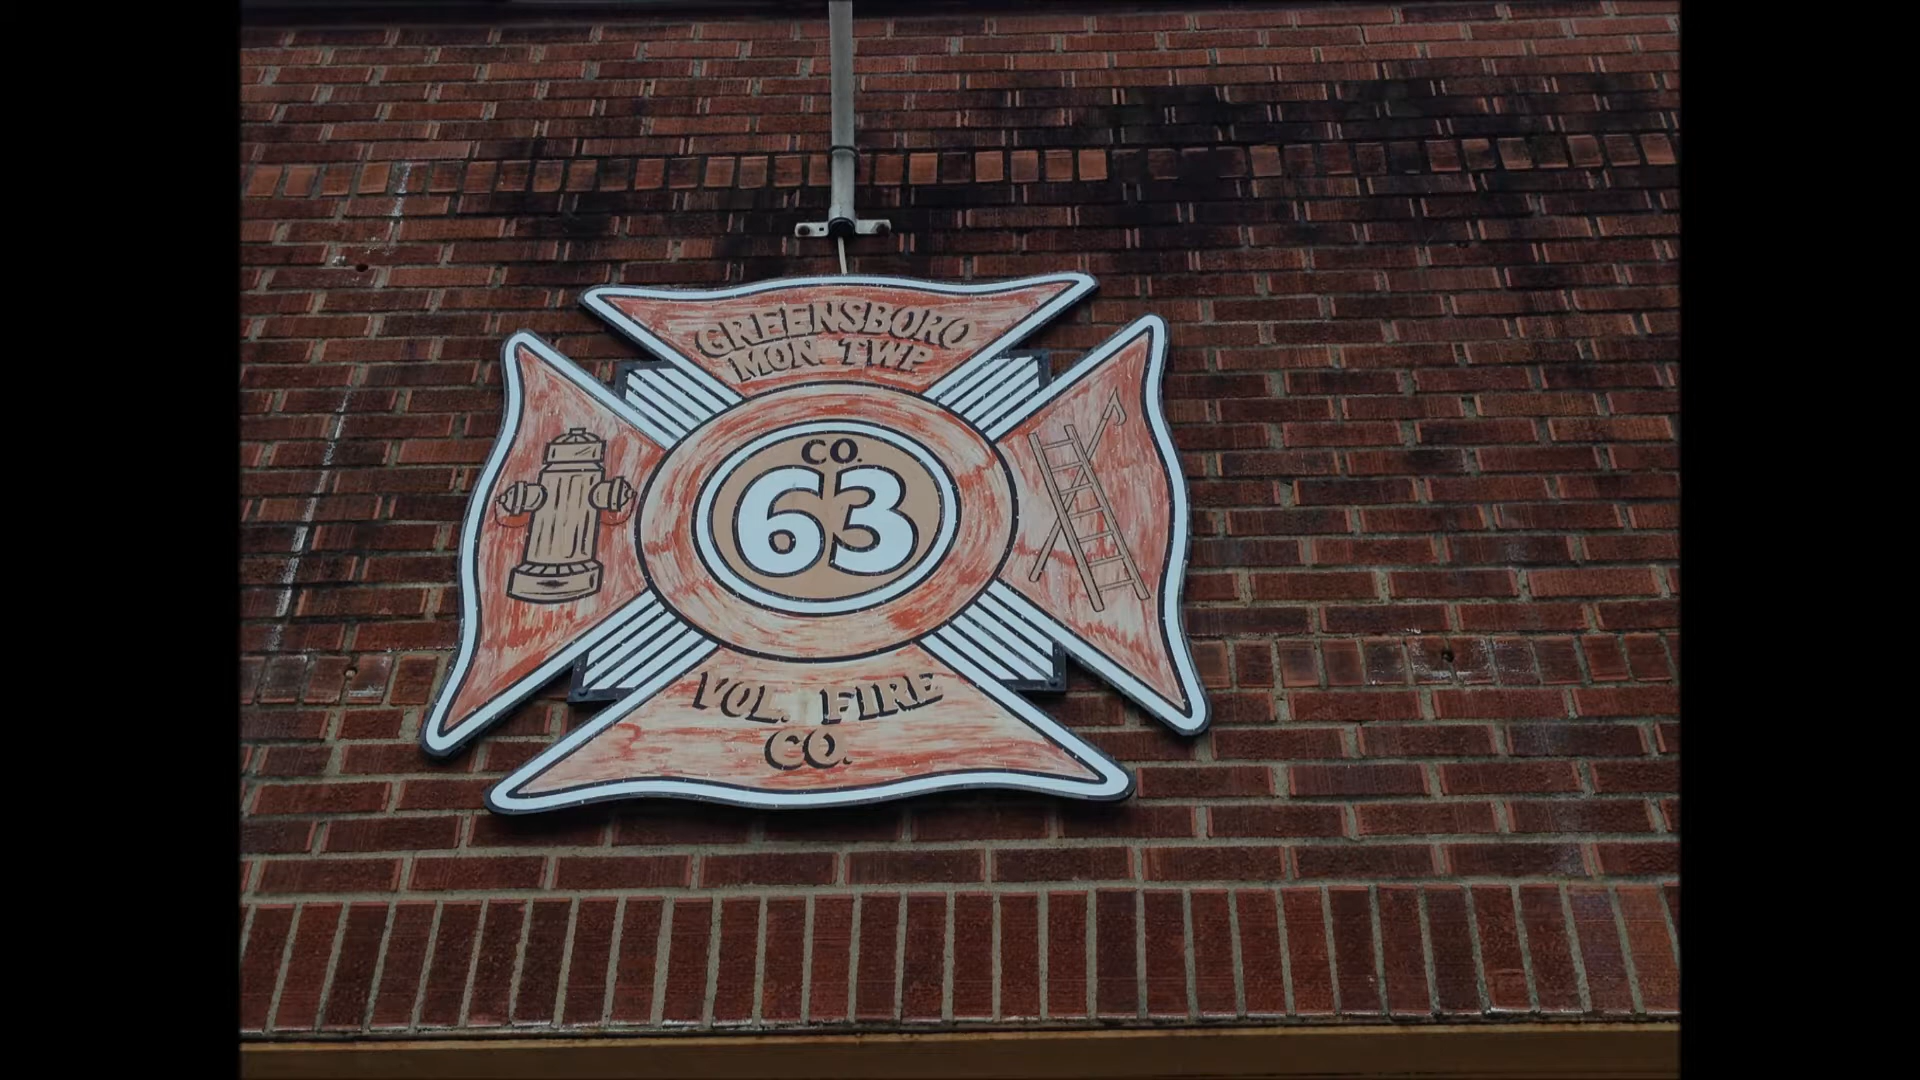 GREENSBORO
MON TWP.
CO.
63
VOL. FIRE
CO.